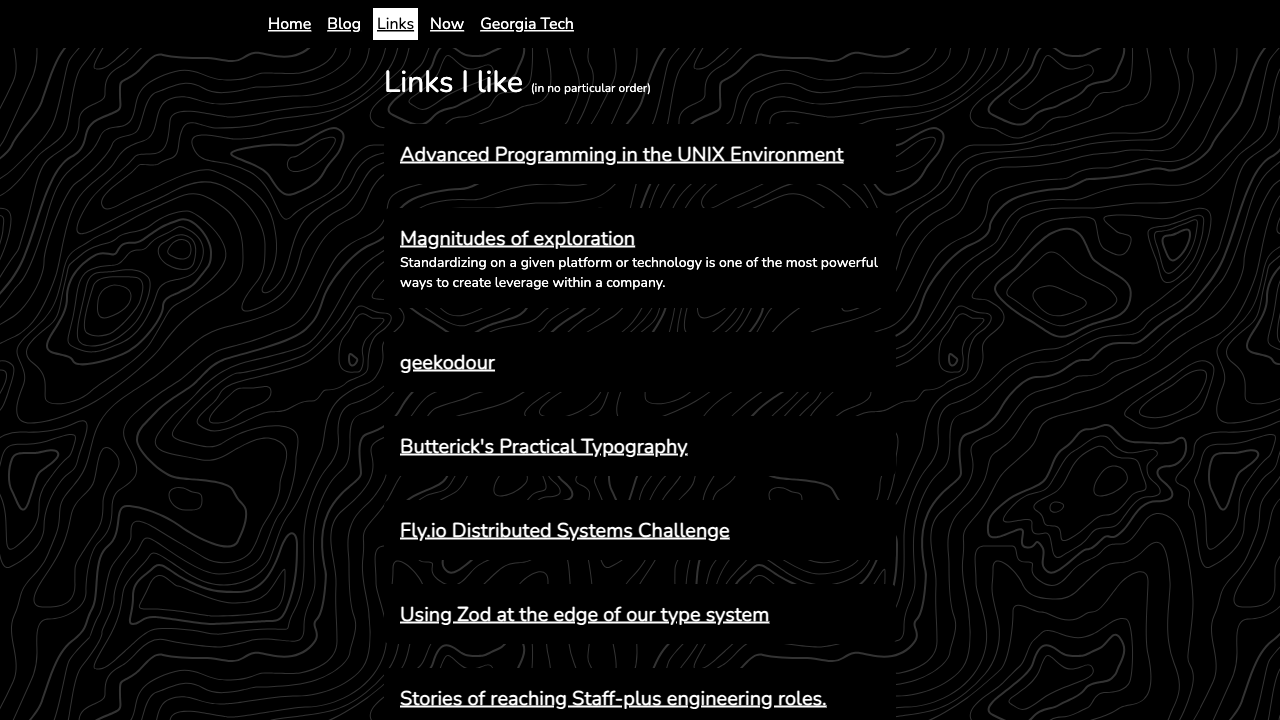 Home Blog Links Now Georgia Tech
Links I like (in no particular order)
Advanced Programming in the UNIX Environment
Magnitudes of exploration
Standardizing on a given platform or technology is one of the most powerful
ways to create leverage within a company.
geekodour
Butterick's Practical Typography
Fly.io Distributed Systems Challenge
Using Zod at the edge of our type system
Stories of reaching Staff-plus engineering roles.